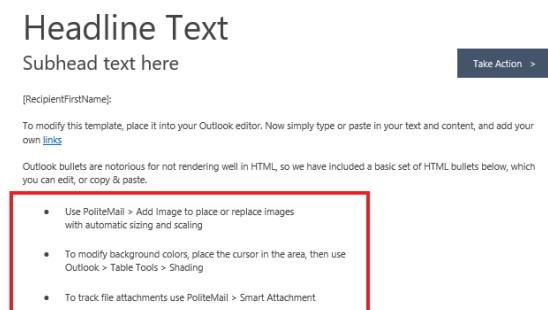 Headline Text
Subhead text here
Take Action >
[RecipientFirstName]:
To modify this template, place it into your Outlook editor. Now simply type or paste in your text and content, and add your
own links
Outlook bullets are notorious for not rendering well in HTML, so we have included a basic set of HTML bullets below, which
you can edit, or copy & paste.
● Use PoliteMail > Add Image to place or replace images
with automatic sizing and scaling
● To modify background colors, place the cursor in the area, then use
Outlook > Table Tools > Shading
● To track file attachments use PoliteMail > Smart Attachment